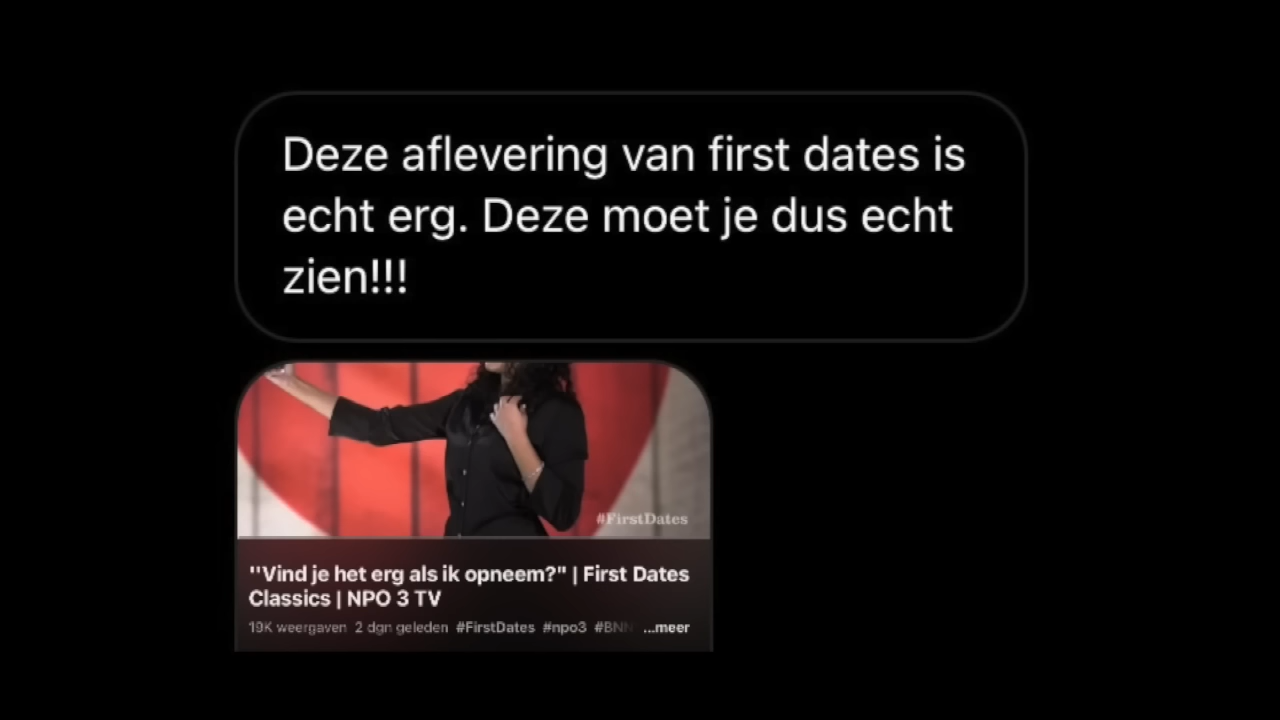 Deze aflevering van first dates is
echt erg. Deze moet je dus echt
zien!!!
#FirstDates
''Vind je het erg als ik opneem?" | First Dates
Classics | NPO 3 TV
19K weergaven 2 dgn geleden #FirstDates #npo3 #BNN ...meer